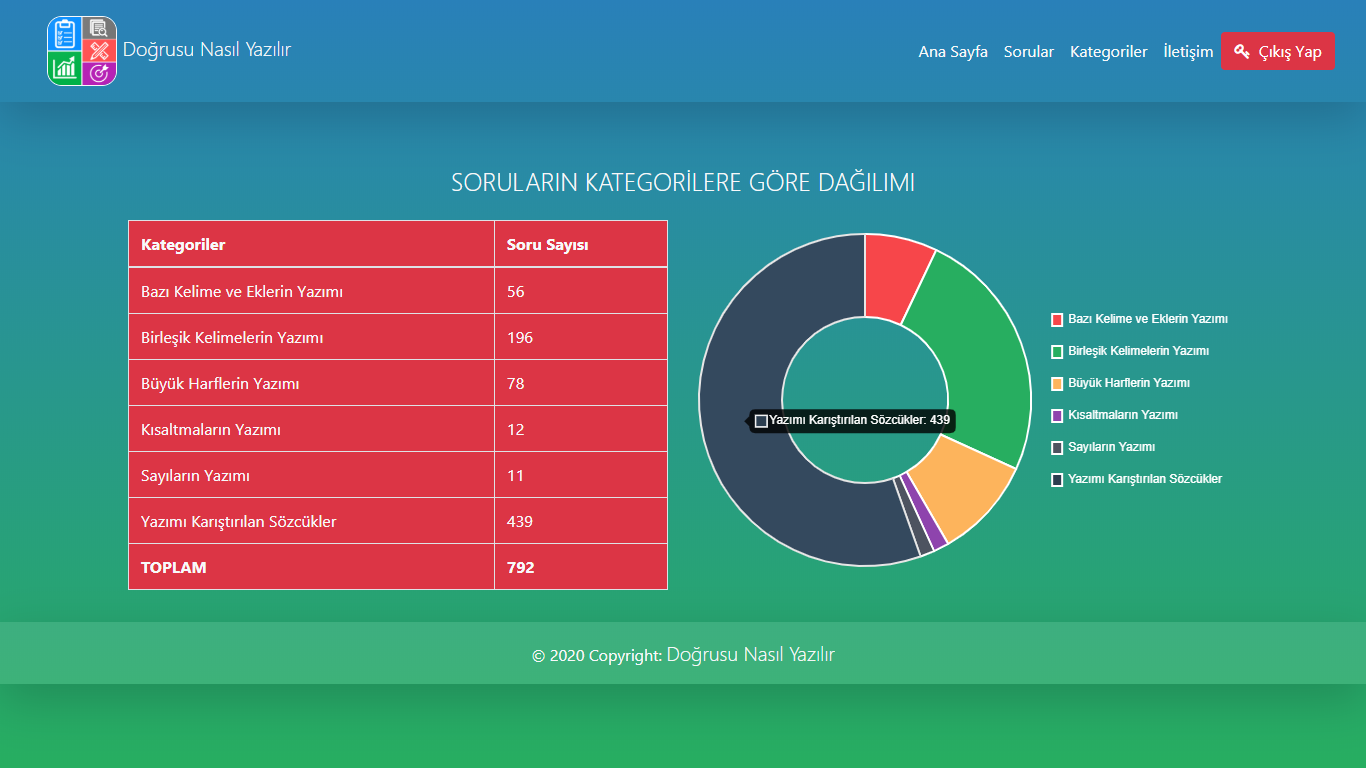 Doğrusu Nasıl Yazılır
Ana Sayfa Sorular Kategoriler İletişim Çıkış Yap
SORULARIN KATEGORİLERE GÖRE DAĞILIMI
Kategoriler Soru Sayısı
Bazı Kelime ve Eklerin Yazımı 56
Birleşik Kelimelerin Yazımı 196
Büyük Harflerin Yazımı 78
Kısaltmaların Yazımı 12
Sayıların Yazımı 11
Yazımı Karıştırılan Sözcükler 439
TOPLAM 792
Yazımı Karıştırılan Sözcükler: 439
Bazı Kelime ve Eklerin Yazımı
Birleşik Kelimelerin Yazımı
Büyük Harflerin Yazımı
Kısaltmaların Yazımı
Sayıların Yazımı
Yazımı Karıştırılan Sözcükler
© 2020 Copyright: Doğrusu Nasıl Yazılır